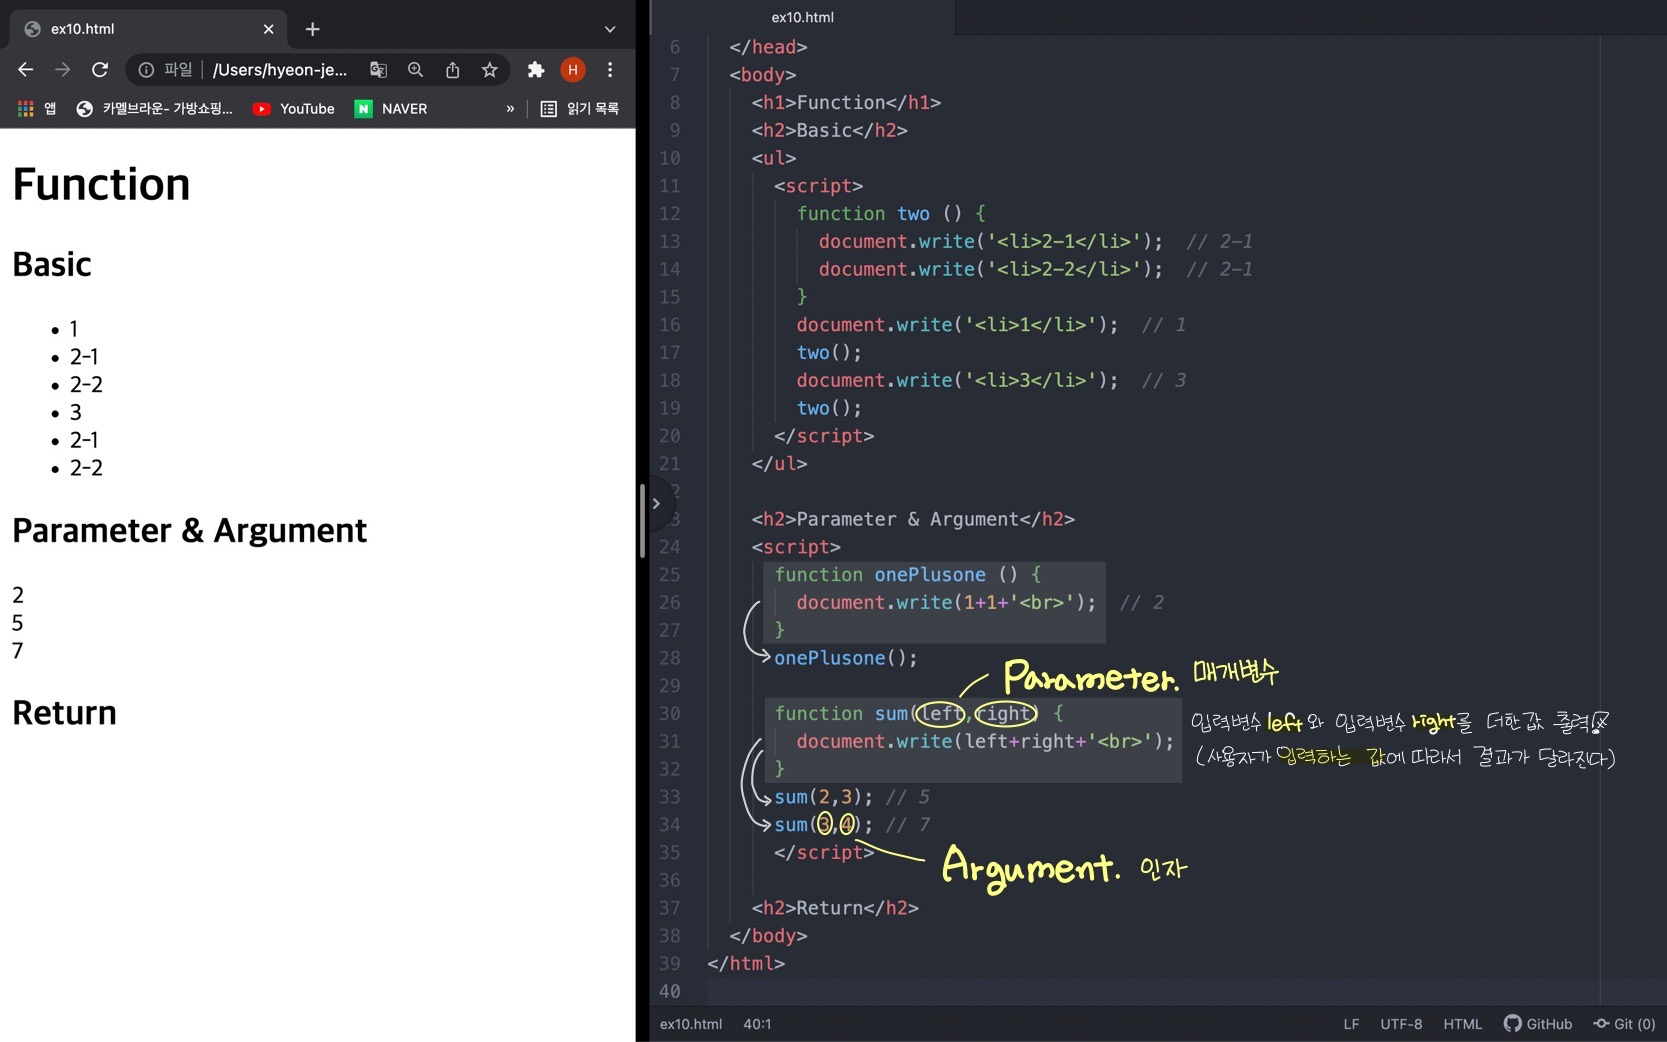 ex10.html
파일 | /Users/hyeon-je...
H
앱
카멜브라운- 가방쇼핑...
YouTube
NAVER
»
읽기 목록
Function
Basic
• 1
• 2-1
• 2-2
• 3
• 2-1
• 2-2
Parameter & Argument
2
5
7
Return
ex10.html
6 </head>
7 <body>
8 <h1>Function</h1>
9 <h2>Basic</h2>
10 <ul>
11 <script>
12 function two () {
13 document.write('<li>2-1</li>');  // 2-1
14 document.write('<li>2-2</li>');  // 2-1
15 }
16 document.write('<li>1</li>');  // 1
17 two();
18 document.write('<li>3</li>');  // 3
19 two();
20 </script>
21 </ul>
2
3 <h2>Parameter & Argument</h2>
24 <script>
25 function onePlusone () {
26 document.write(1+1+'<br>');  // 2
27 }
28 onePlusone();
29
Parameter. 매개변수
30 function sum(left,right) {
입력변수 left와 입력변수 right를 더한값 출력!
31 document.write(left+right+'<br>');
(사용자가 입력하는 값에 따라서 결과가 달라진다)
32 }
33 sum(2,3); // 5
34 sum(3,4); // 7
35 </script>
Argument. 인자
36
37 <h2>Return</h2>
38 </body>
39 </html>
40
ex10.html 40:1
LF UTF-8 HTML GitHub Git (0)